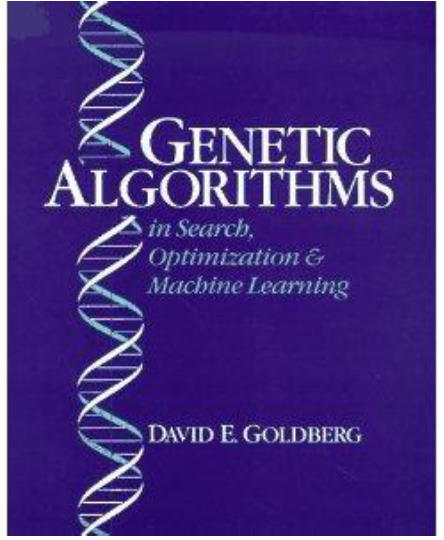 GENETIC
ALGORITHMS
in Search,
Optimization &
Machine Learning
DAVID E. GOLDBERG